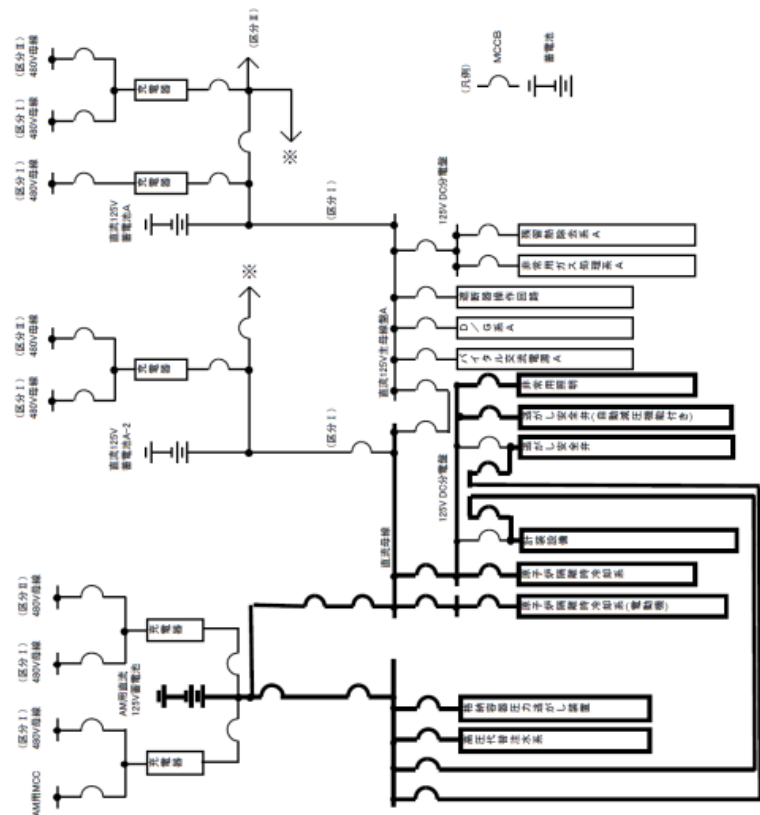 (区分Ⅱ)
480V母線
(区分Ⅰ)
480V母線
(区分Ⅰ)
480V母線
充電器
充電器
(区分Ⅱ)
※
直流125V
蓄電池A
(区分Ⅰ)
(凡例)
MCCB
蓄電池
(区分Ⅱ)
480V母線
(区分Ⅰ)
480V母線
充電器
※
直流125V
蓄電池A-2
(区分Ⅰ)
直流125V主母線盤A
125V DC分電盤
残留熱除去系A
非常用ガス処理系A
遮断器操作回路
D/G系A
バイタル交流電源A
直流母線
125V DC分電盤
非常用照明
逃がし安全弁(自動減圧機能付き)
逃がし安全弁
計装設備
原子炉隔離時冷却系
原子炉隔離時冷却系(電動機)
(区分Ⅱ)
480V母線
(区分Ⅰ)
480V母線
充電器
AM用直流
125V蓄電池
(区分Ⅰ)
480V母線
AM用MCC
充電器
格納容器圧力逃がし装置
高圧代替注水系